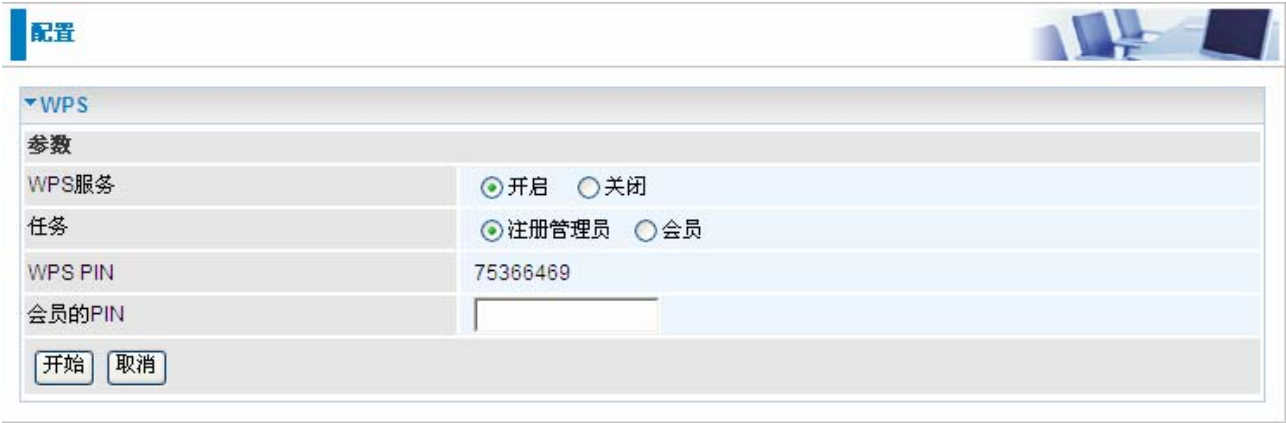 配置
WPS
参数
WPS服务 开启 关闭
任务 注册管理员 会员
WPS PIN 75366469
会员的PIN
开始 取消